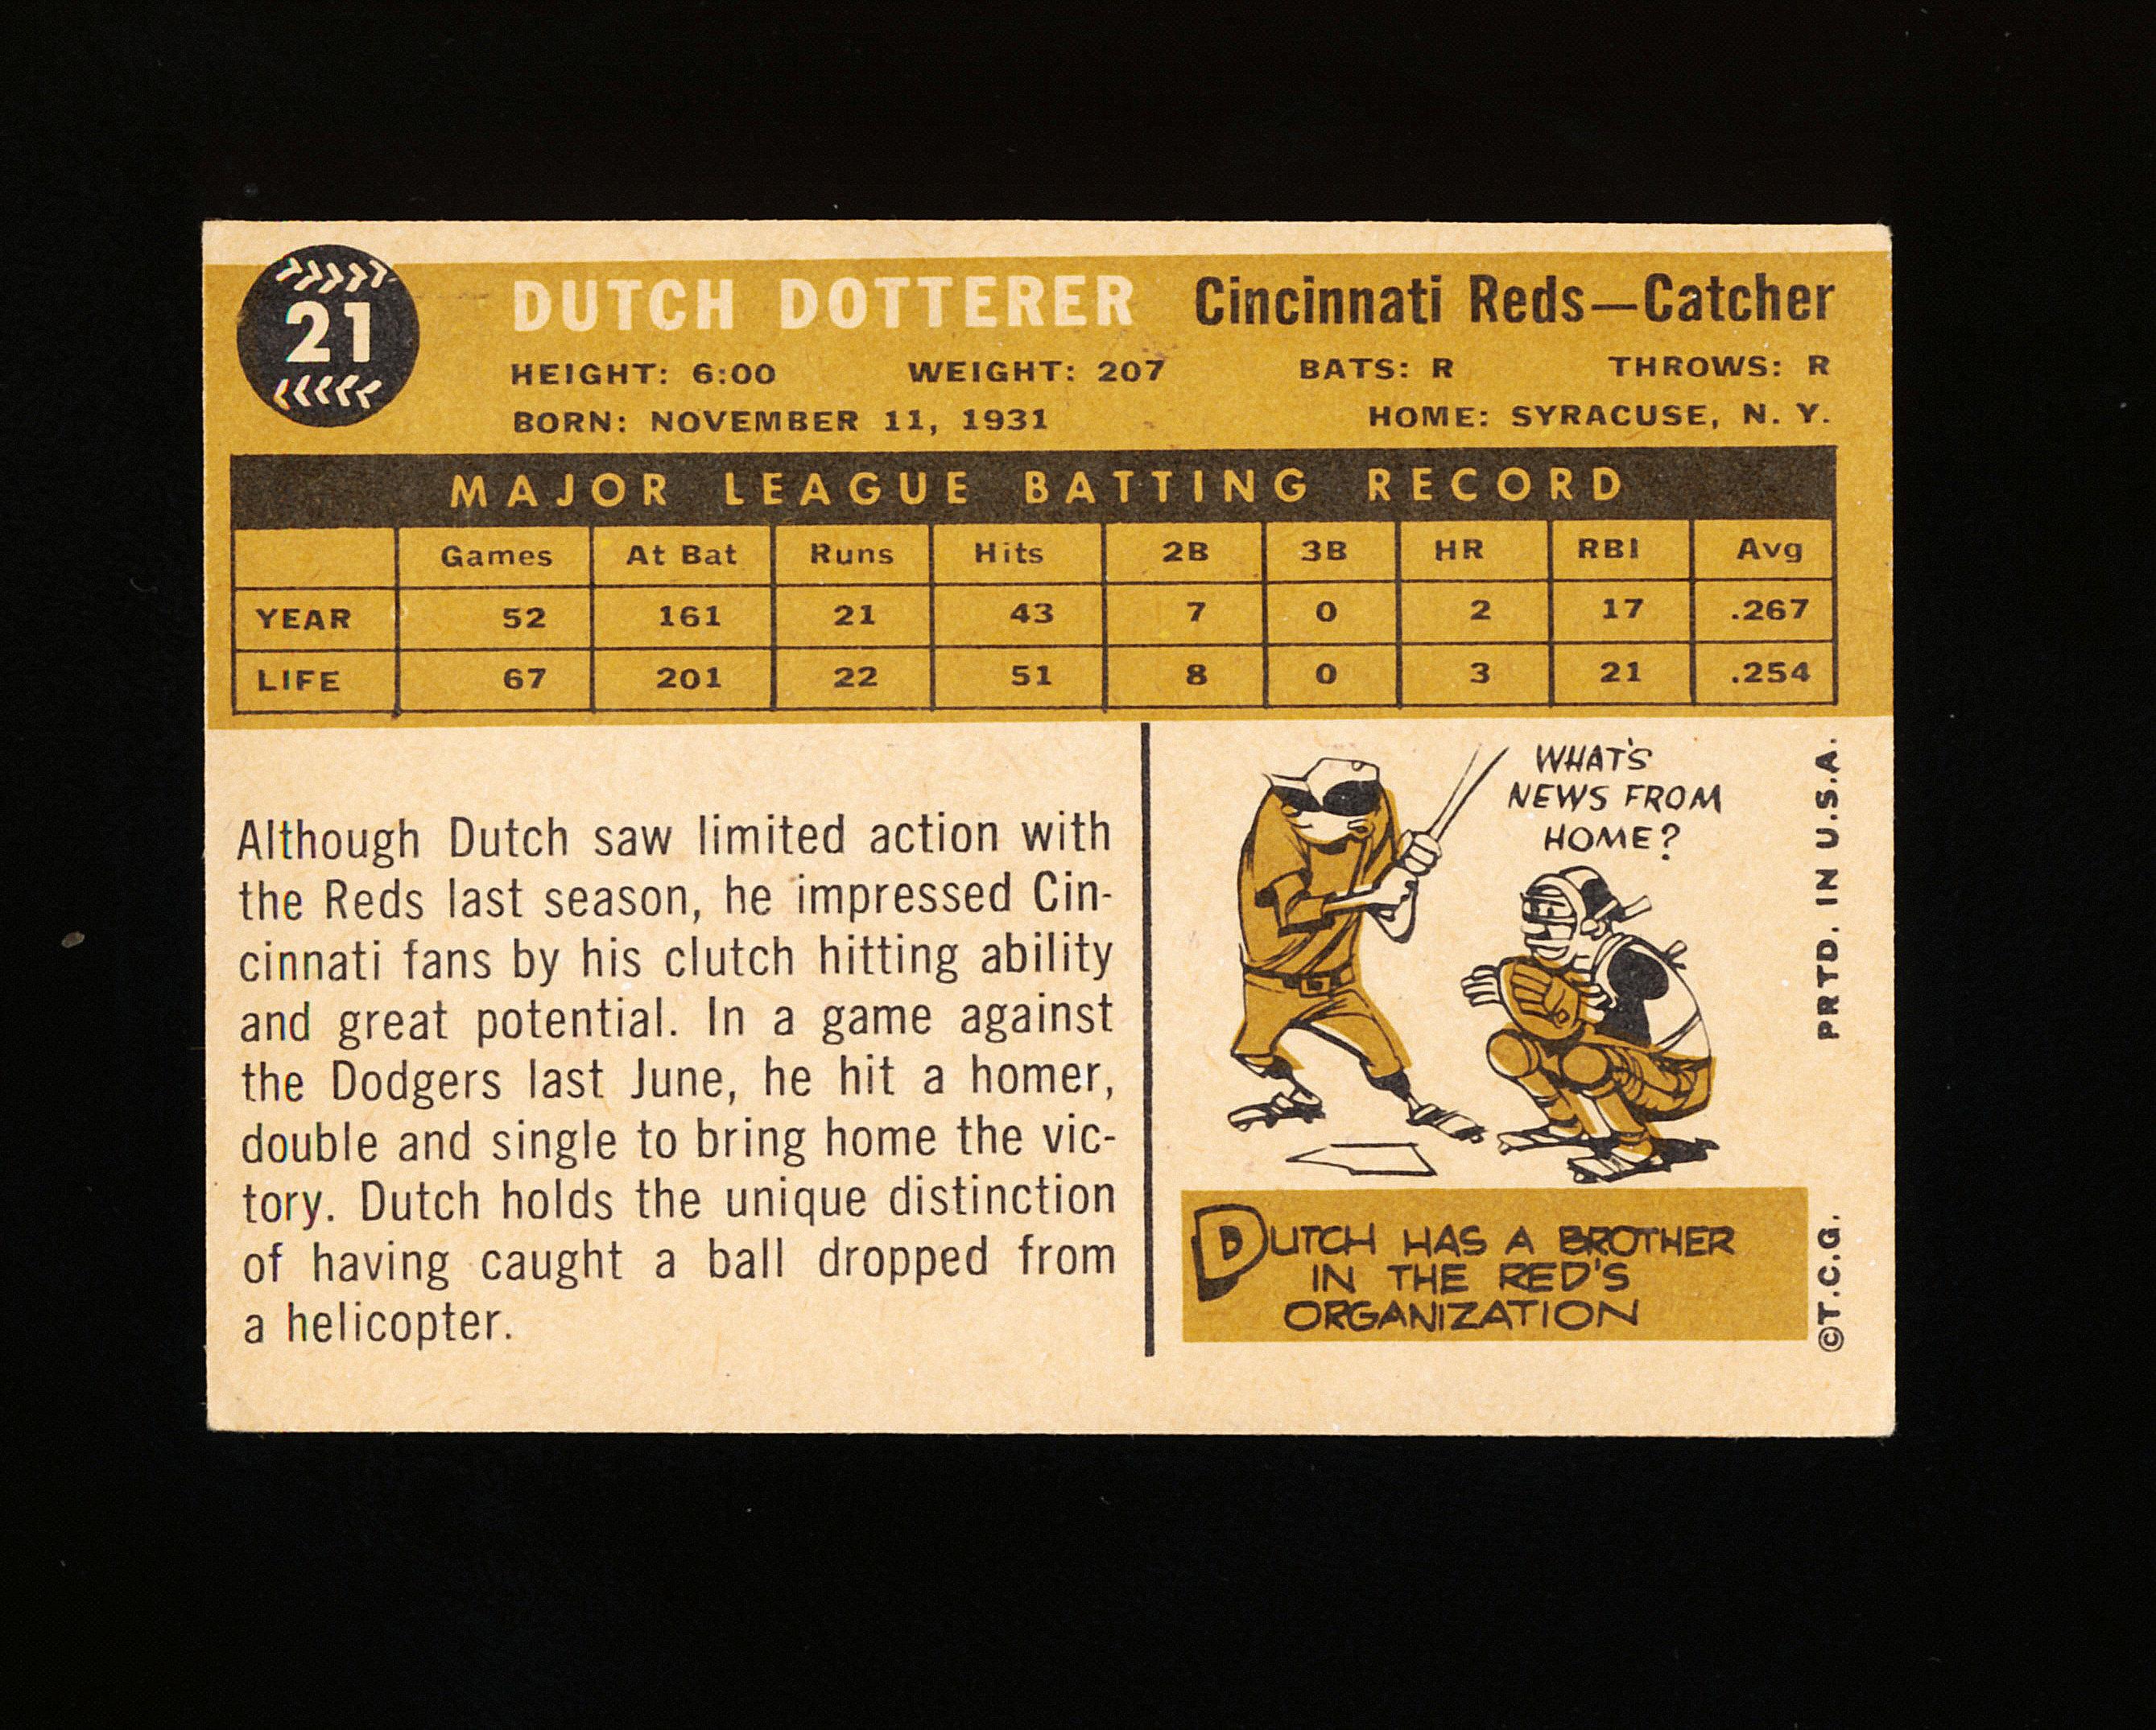 21
DUTCH DOTTERER Cincinnati Reds—Catcher
HEIGHT: 6:00 WEIGHT: 207 BATS: R THROWS: R
BORN: NOVEMBER 11, 1931 HOME: SYRACUSE, N. Y.
MAJOR LEAGUE BATTING RECORD
Games At Bat Runs Hits 2B 3B HR RBI Avg
YEAR 52 161 21 43 7 0 2 17 .267
LIFE 67 201 22 51 8 0 3 21 .254
Although Dutch saw limited action with
the Reds last season, he impressed Cin-
cinnati fans by his clutch hitting ability
and great potential. In a game against
the Dodgers last June, he hit a homer,
double and single to bring home the vic-
tory. Dutch holds the unique distinction
of having caught a ball dropped from
a helicopter.
WHAT'S
NEWS FROM
HOME?
DUTCH HAS A BROTHER
IN THE RED'S
ORGANIZATION
©T.C.G. PRTD. IN U.S.A.